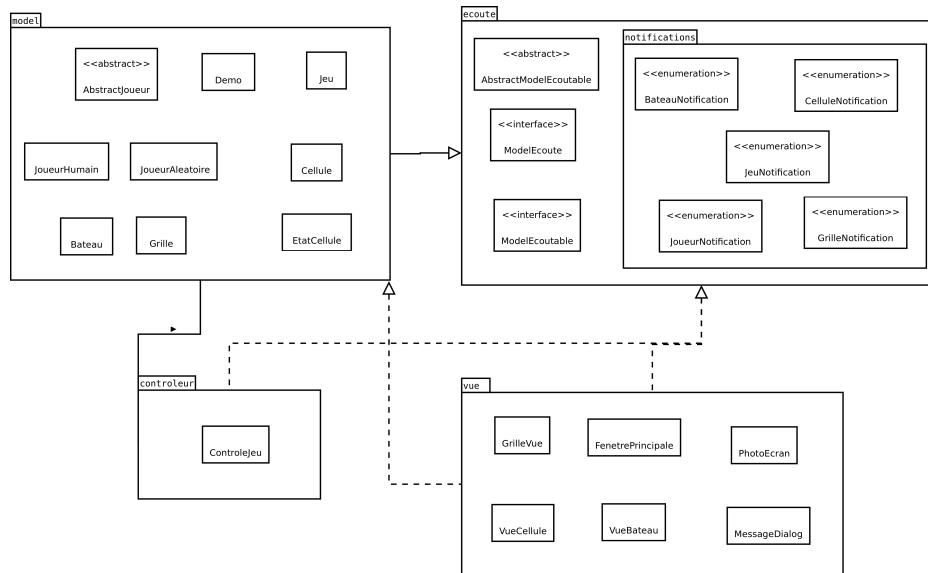 model
<<abstract>>
AbstractJoueur
Demo
Jeu
JoueurHumain
JoueurAleatoire
Cellule
Bateau
Grille
EtatCellule
ecoute
<<abstract>>
AbstractModelEcoutable
<<interface>>
ModelEcoute
<<interface>>
ModelEcoutable
notifications
<<enumeration>>
BateauNotification
<<enumeration>>
CelluleNotification
<<enumeration>>
JeuNotification
<<enumeration>>
JoueurNotification
<<enumeration>>
GrilleNotification
controleur
ControleJeu
vue
GrilleVue
FenetrePrincipale
PhotoEcran
VueCellule
VueBateau
MessageDialog